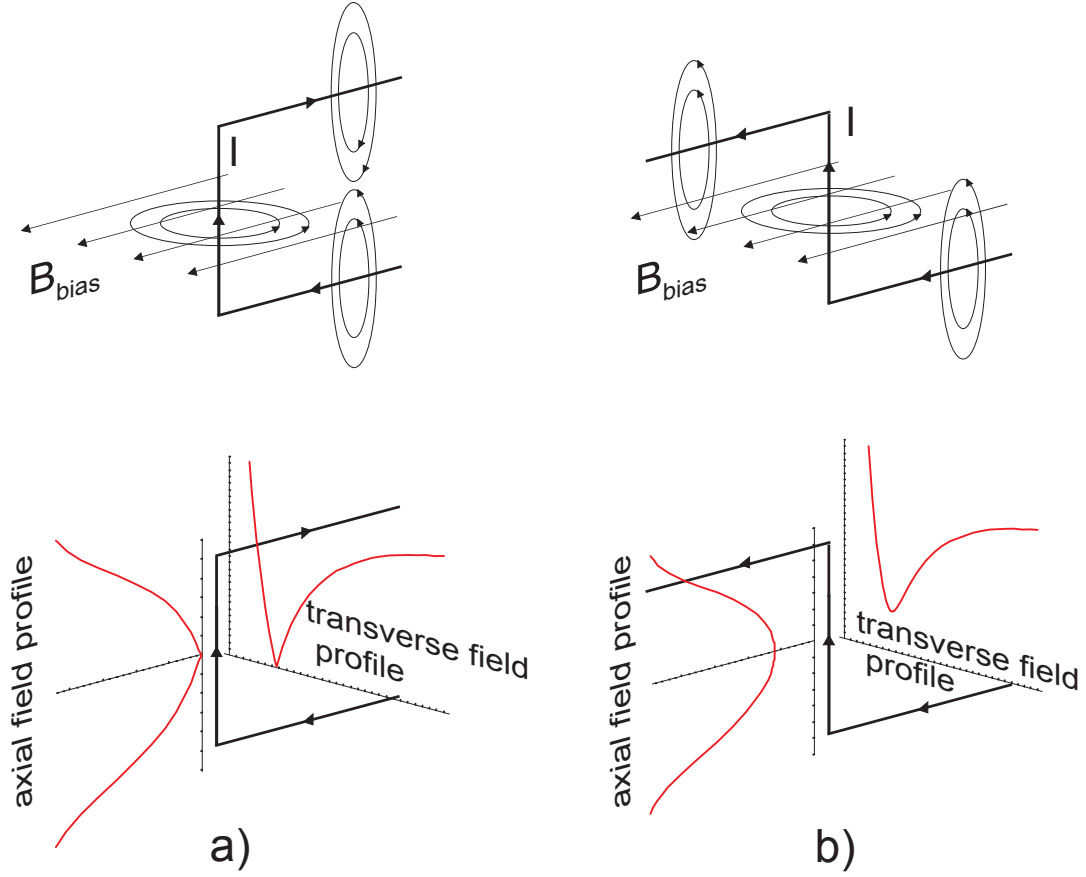 I
I
B_bias
B_bias
axial field profile
transverse field
profile
axial field profile
transverse field
profile
a)
b)